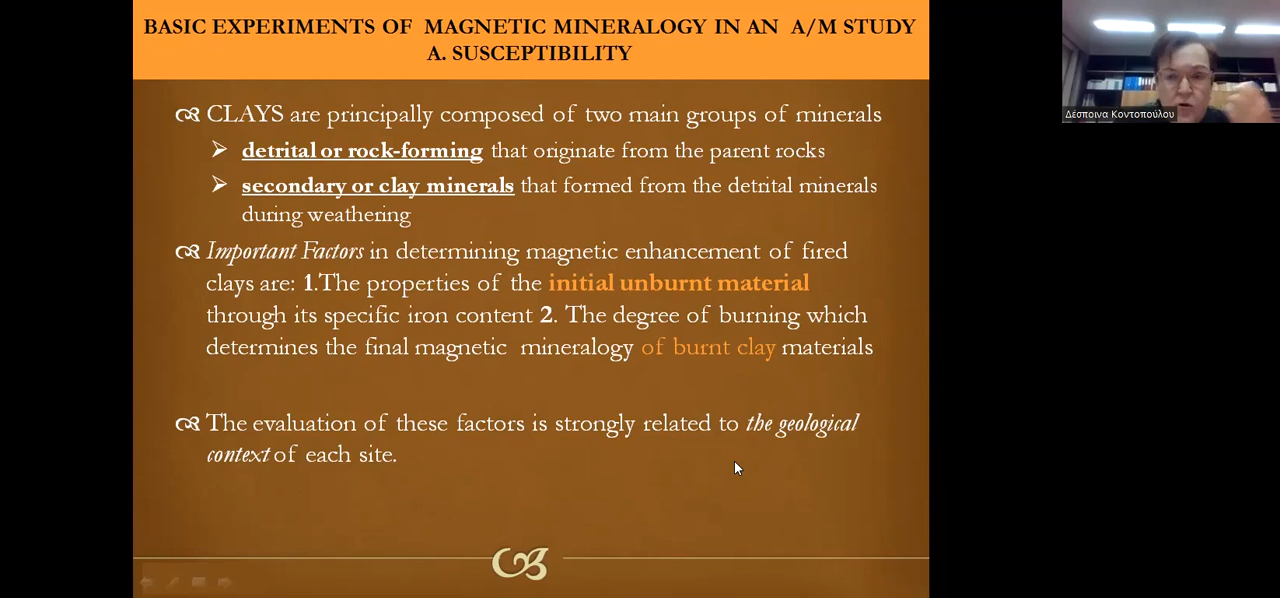 BASIC EXPERIMENTS OF MAGNETIC MINERALOGY IN AN A/M STUDY
A. SUSCEPTIBILITY
CLAYS are principally composed of two main groups of minerals
detrital or rock-forming that originate from the parent rocks
secondary or clay minerals that formed from the detrital minerals
during weathering
Important Factors in determining magnetic enhancement of fired
clays are: 1.The properties of the initial unburnt material
through its specific iron content 2. The degree of burning which
determines the final magnetic mineralogy of burnt clay materials
The evaluation of these factors is strongly related to the geological
context of each site.
Δέσποινα Κοντοπούλου